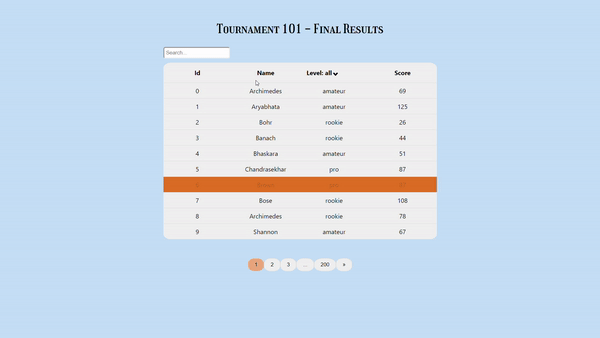 Tournament 101 – Final Results
Search...
Id Name Level: all Score
0 Archimedes amateur 69
1 Aryabhata amateur 125
2 Bohr rookie 26
3 Banach rookie 44
4 Bhaskara amateur 51
5 Chandrasekhar pro 87
7 Bose rookie 108
8 Archimedes rookie 78
9 Shannon amateur 67
1 2 3 ... 200 »